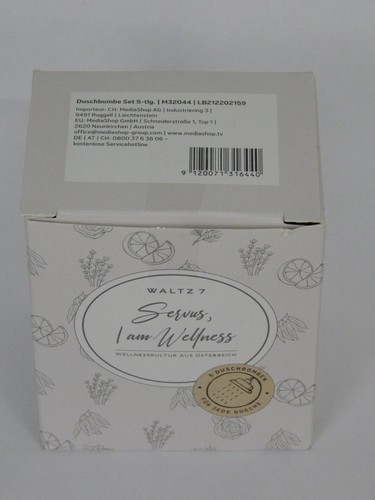 Duschbombe Set 5-tlg. | M32044 | LB212202159
Importeur: CH: MediaShop AG | Industriering 3 |
9491 Ruggell | Liechtenstein
EU: MediaShop GmbH | Schneiderstraße 1, Top 1 |
2620 Neunkirchen | Austria
office@mediashop-group.com | www.mediashop.tv
DE | AT | CH: 0800 37 6 36 06 –
kostenlose Servicehotline
9 120071 316440
WALTZ 7
Servus,
I am Wellness
WELLNESSKULTUR AUS ÖSTERREICH
5 DUSCHBOMBEN
FÜR JEDE DUSCHE